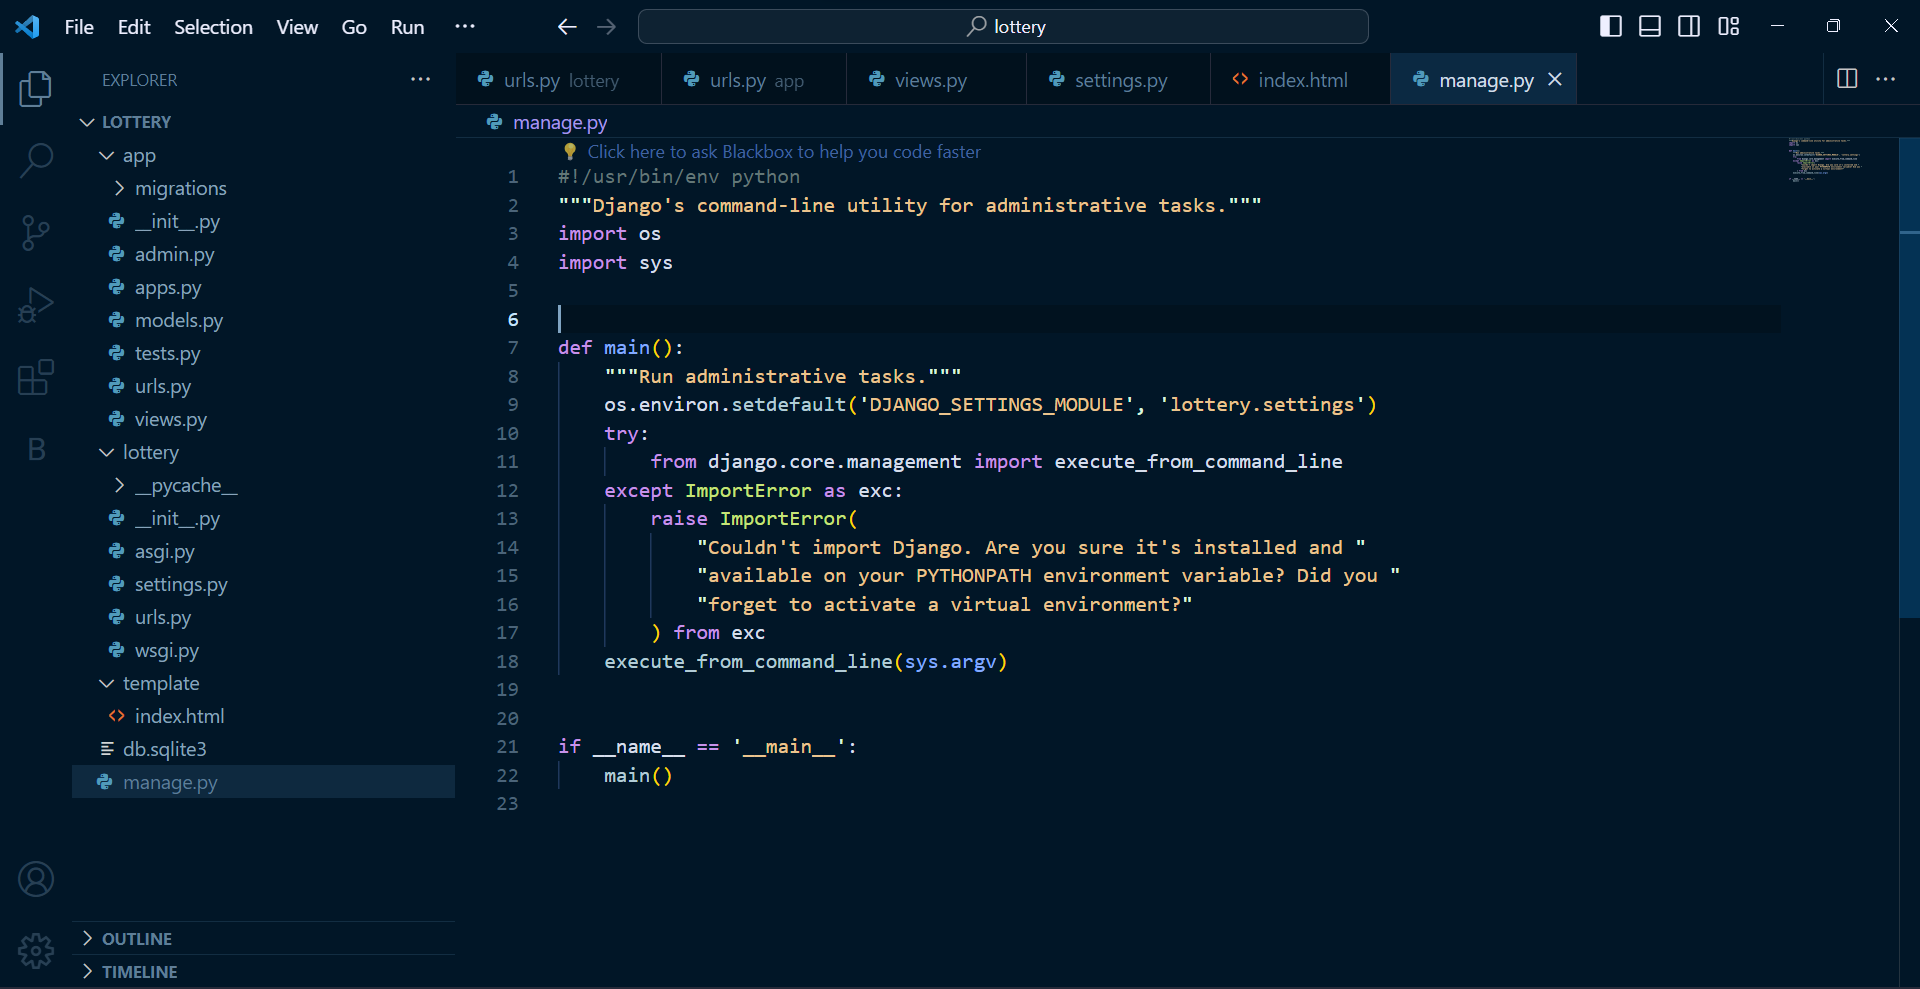 File Edit Selection View Go Run ···
lottery
EXPLORER ···
LOTTERY
app
migrations
__init__.py
admin.py
apps.py
models.py
tests.py
urls.py
views.py
lottery
__pycache__
__init__.py
asgi.py
settings.py
urls.py
wsgi.py
template
index.html
db.sqlite3
manage.py
OUTLINE
TIMELINE
urls.py lottery
urls.py app
views.py
settings.py
index.html
manage.py
manage.py
Click here to ask Blackbox to help you code faster
1 #!/usr/bin/env python
2 """Django's command-line utility for administrative tasks."""
3 import os
4 import sys
5
6
7 def main():
8 """Run administrative tasks."""
9 os.environ.setdefault('DJANGO_SETTINGS_MODULE', 'lottery.settings')
10 try:
11 from django.core.management import execute_from_command_line
12 except ImportError as exc:
13 raise ImportError(
14 "Couldn't import Django. Are you sure it's installed and "
15 "available on your PYTHONPATH environment variable? Did you "
16 "forget to activate a virtual environment?"
17 ) from exc
18 execute_from_command_line(sys.argv)
19
20
21 if __name__ == '__main__':
22 main()
23